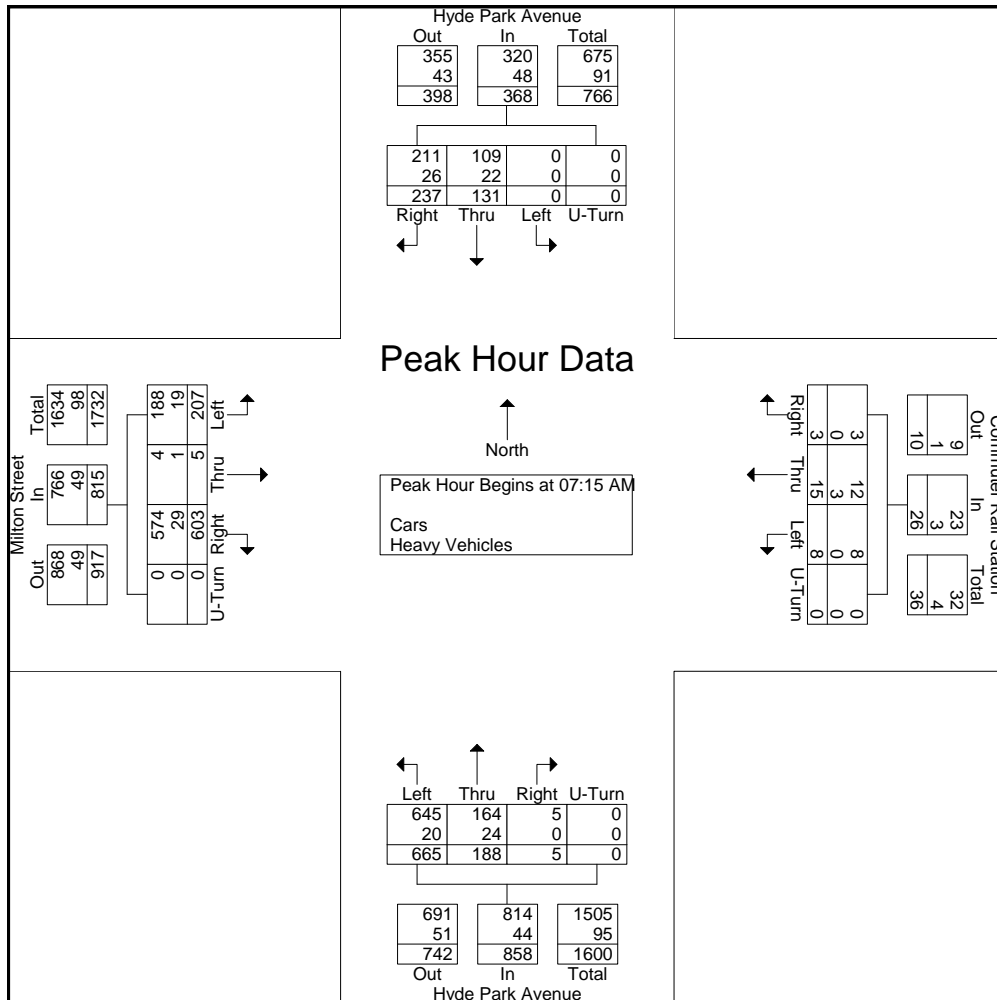 Hyde Park Avenue
Out In Total
355 320 675
43 48 91
398 368 766
211 109 0 0
26 22 0 0
237 131 0 0
Right Thru Left U-Turn
Peak Hour Data
North
Peak Hour Begins at 07:15 AM
Cars
Heavy Vehicles
Milton Street
Total In Out
1634 766 868
98 49 49
1732 815 917
188 4 574 0
19 1 29 0
207 5 603 0
Left Thru Right U-Turn
Commuter Rail Station
Out In Total
9 23 32
1 3 4
10 26 36
3 12 8 0
0 3 0 0
3 15 8 0
Right Thru Left U-Turn
Left Thru Right U-Turn
645 164 5 0
20 24 0 0
665 188 5 0
691 814 1505
51 44 95
742 858 1600
Out In Total
Hyde Park Avenue